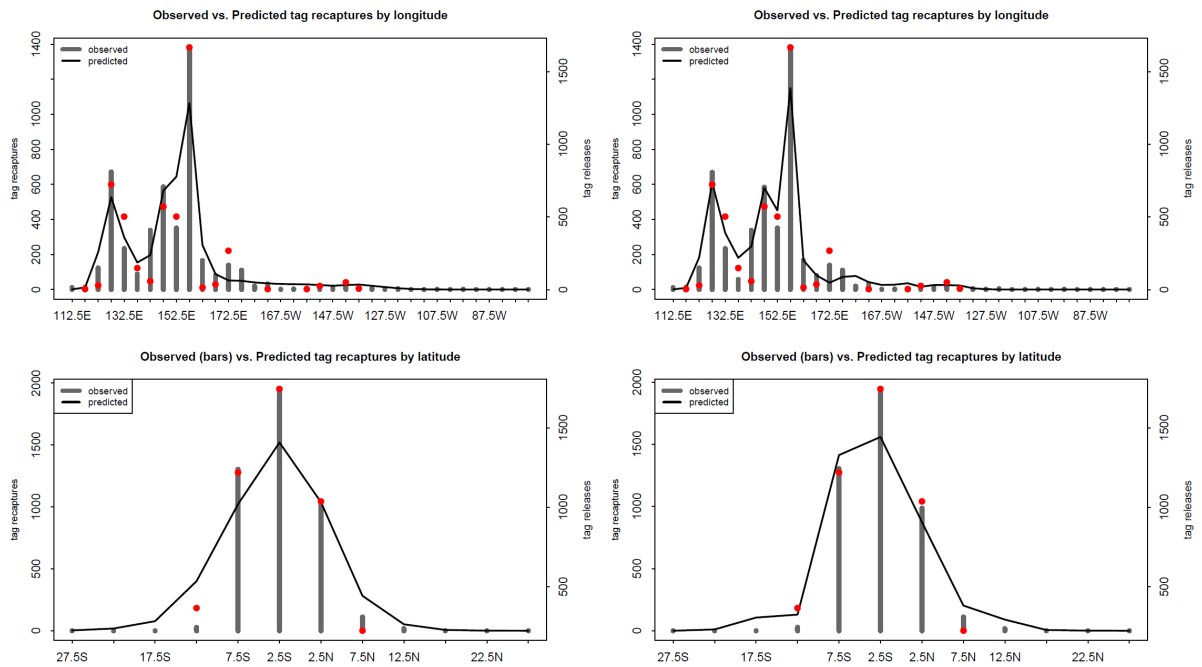 Observed vs. Predicted tag recaptures by longitude
observed
predicted
tag recaptures
0 200 400 600 800 1000 1400
tag releases
0 500 1000 1500
112.5E 132.5E 152.5E 172.5E 167.5W 147.5W 127.5W 107.5W 87.5W
Observed vs. Predicted tag recaptures by longitude
observed
predicted
tag recaptures
0 200 400 600 800 1000 1400
tag releases
0 500 1000 1500
112.5E 132.5E 152.5E 172.5E 167.5W 147.5W 127.5W 107.5W 87.5W
Observed (bars) vs. Predicted tag recaptures by latitude
observed
predicted
tag recaptures
0 500 1000 1500 2000
tag releases
500 1000 1500
27.5S 17.5S 7.5S 2.5S 2.5N 7.5N 12.5N 22.5N
Observed (bars) vs. Predicted tag recaptures by latitude
observed
predicted
tag recaptures
0 500 1000 1500 2000
tag releases
500 1000 1500
27.5S 17.5S 7.5S 2.5S 2.5N 7.5N 12.5N 22.5N